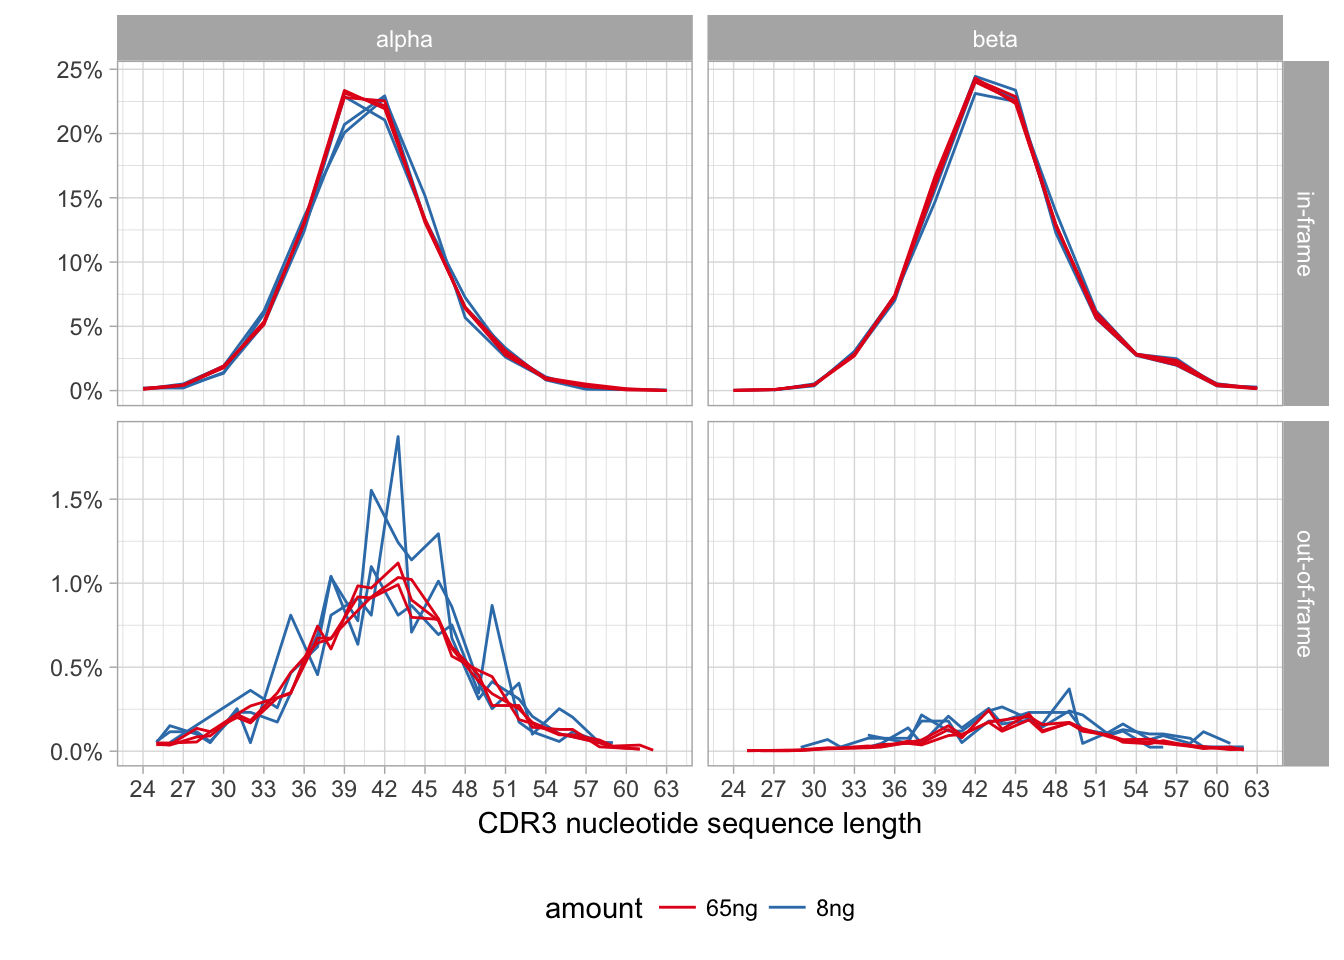 alpha beta
25%
20%
15%
10%
5%
0%
in-frame
1.5%
1.0%
0.5%
0.0%
out-of-frame
24 27 30 33 36 39 42 45 48 51 54 57 60 63 24 27 30 33 36 39 42 45 48 51 54 57 60 63
CDR3 nucleotide sequence length
amount 65ng 8ng